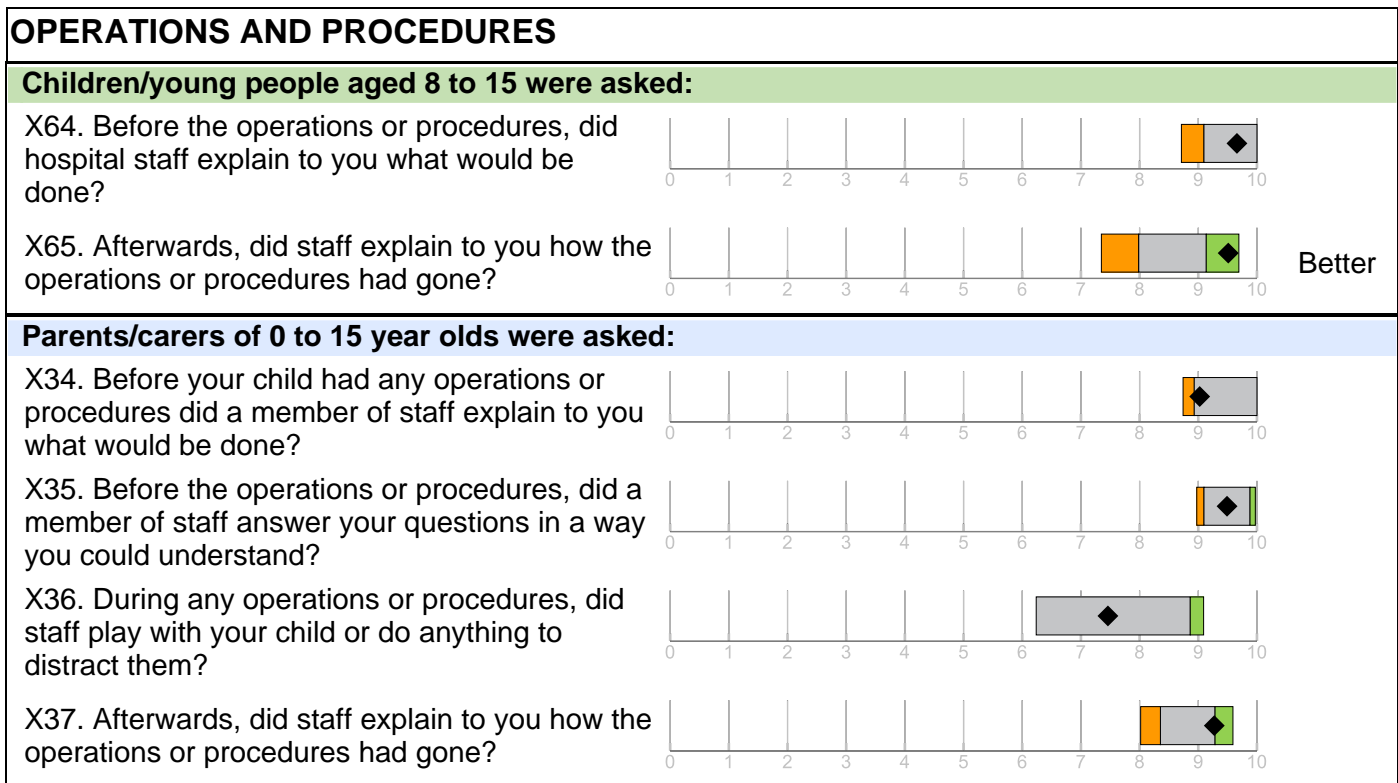 OPERATIONS AND PROCEDURES
Children/young people aged 8 to 15 were asked:
X64. Before the operations or procedures, did
hospital staff explain to you what would be
done?
0 1 2 3 4 5 6 7 8 9 10
X65. Afterwards, did staff explain to you how the
operations or procedures had gone?
0 1 2 3 4 5 6 7 8 9 10
Better
Parents/carers of 0 to 15 year olds were asked:
X34. Before your child had any operations or
procedures did a member of staff explain to you
what would be done?
0 1 2 3 4 5 6 7 8 9 10
X35. Before the operations or procedures, did a
member of staff answer your questions in a way
you could understand?
0 1 2 3 4 5 6 7 8 9 10
X36. During any operations or procedures, did
staff play with your child or do anything to
distract them?
0 1 2 3 4 5 6 7 8 9 10
X37. Afterwards, did staff explain to you how the
operations or procedures had gone?
0 1 2 3 4 5 6 7 8 9 10